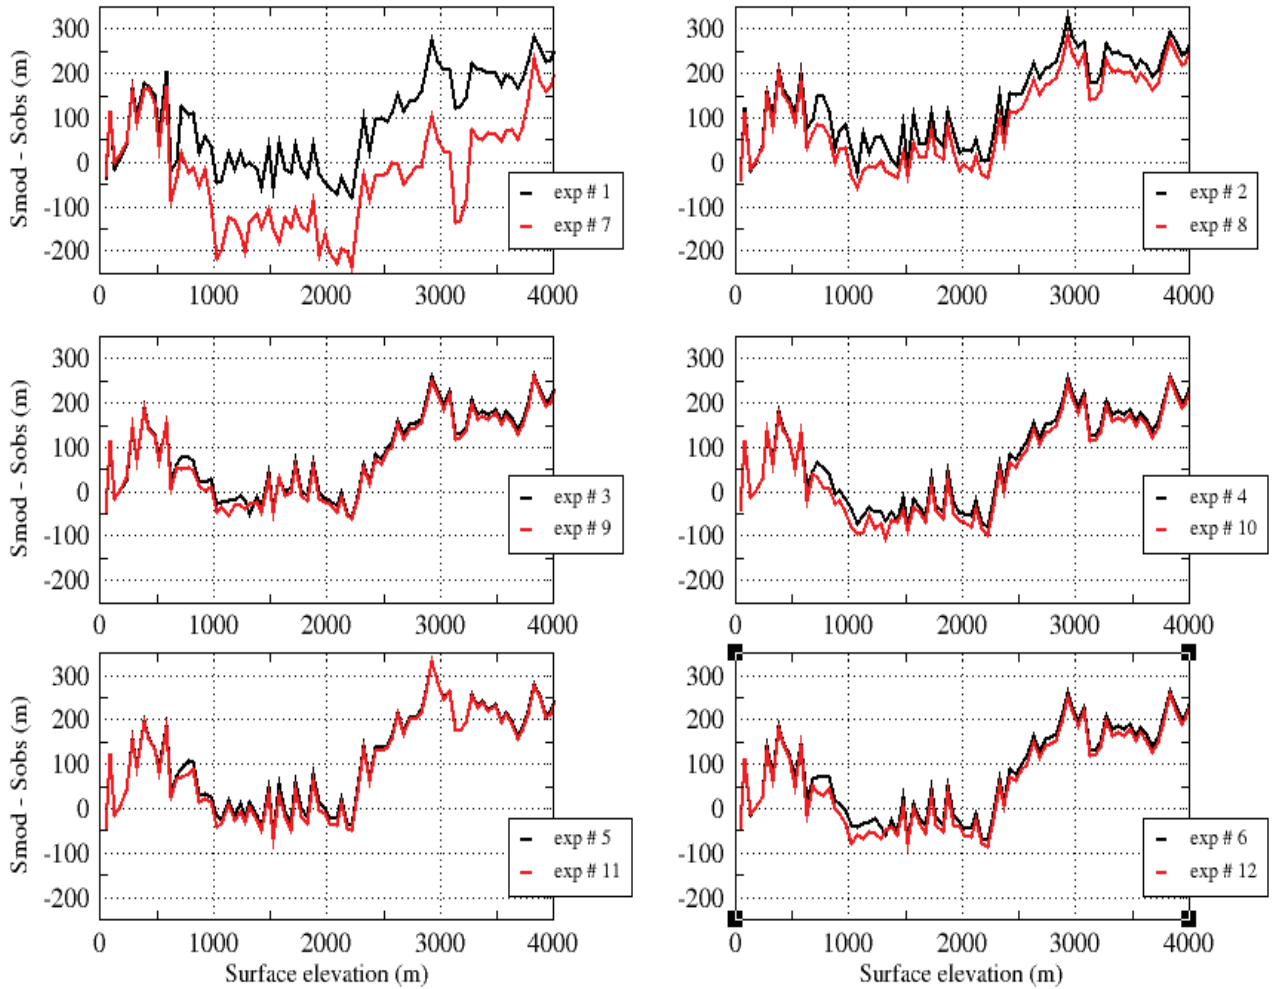 Smod - Sobs (m)
300
200
100
0
-100
-200
exp # 1
exp # 7
0 1000 2000 3000 4000
300
200
100
0
-100
-200
exp # 2
exp # 8
0 1000 2000 3000 4000
Smod - Sobs (m)
300
200
100
0
-100
-200
exp # 3
exp # 9
0 1000 2000 3000 4000
300
200
100
0
-100
-200
exp # 4
exp # 10
0 1000 2000 3000 4000
Smod - Sobs (m)
300
200
100
0
-100
-200
exp # 5
exp # 11
0 1000 2000 3000 4000
Surface elevation (m)
300
200
100
0
-100
-200
exp # 6
exp # 12
0 1000 2000 3000 4000
Surface elevation (m)